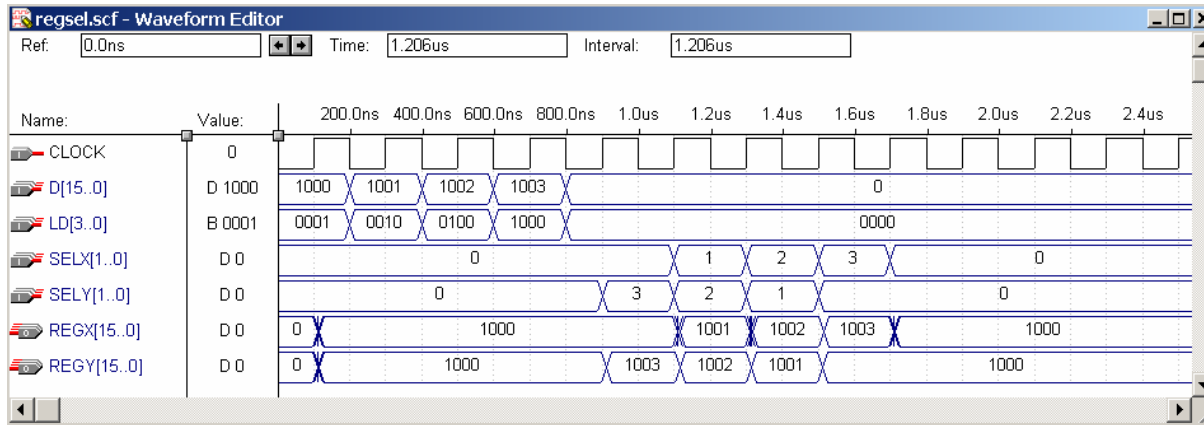 regsel.scf - Waveform Editor
Ref: 0.0ns Time: 1.206us Interval: 1.206us
Name: Value: 200.0ns 400.0ns 600.0ns 800.0ns 1.0us 1.2us 1.4us 1.6us 1.8us 2.0us 2.2us 2.4us
CLOCK 0
D[15..0] D 1000 1000 1001 1002 1003 0
LD[3..0] B 0001 0001 0010 0100 1000 0000
SELX[1..0] D 0 0 1 2 3 0
SELY[1..0] D 0 0 3 2 1 0
REGX[15..0] D 0 0 1000 1001 1002 1003 1000
REGY[15..0] D 0 0 1000 1003 1002 1001 1000